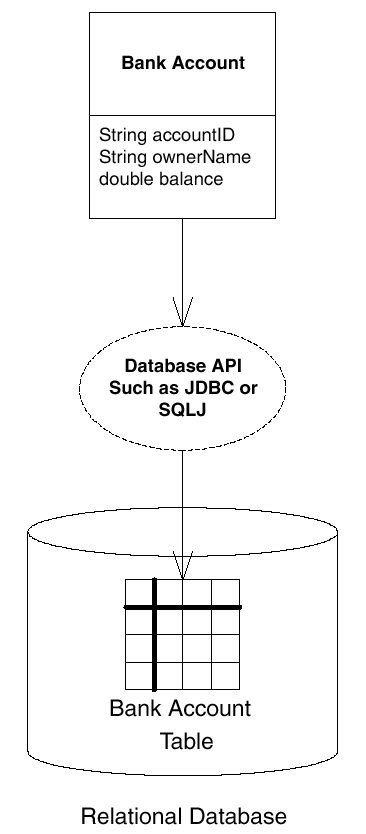 Bank Account
String accountID
String ownerName
double balance
Database API
Such as JDBC or
SQLJ
Bank Account
Table
Relational Database